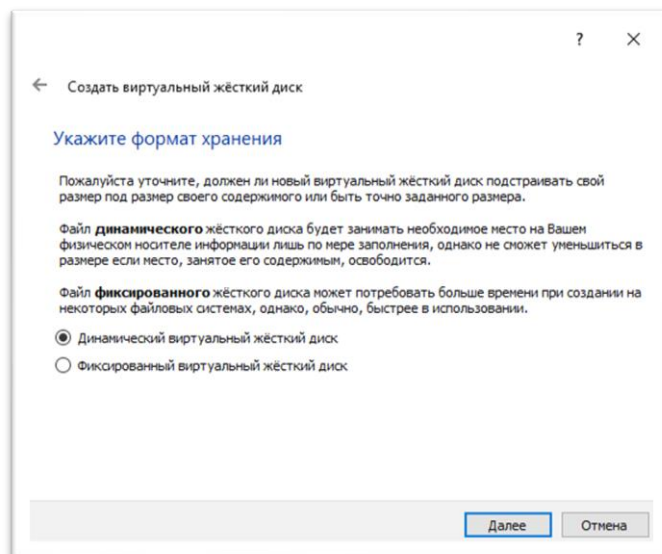 ?
Создать виртуальный жёсткий диск
Укажите формат хранения
Пожалуйста уточните, должен ли новый виртуальный жёсткий диск подстраивать свой
размер под размер своего содержимого или быть точно заданного размера.
Файл динамического жёсткого диска будет занимать необходимое место на Вашем
физическом носителе информации лишь по мере заполнения, однако не сможет уменьшиться в
размере если место, занятое его содержимым, освободится.
Файл фиксированного жёсткого диска может потребовать больше времени при создании на
некоторых файловых системах, однако, обычно, быстрее в использовании.
Динамический виртуальный жёсткий диск
Фиксированный виртуальный жёсткий диск
Далее Отмена